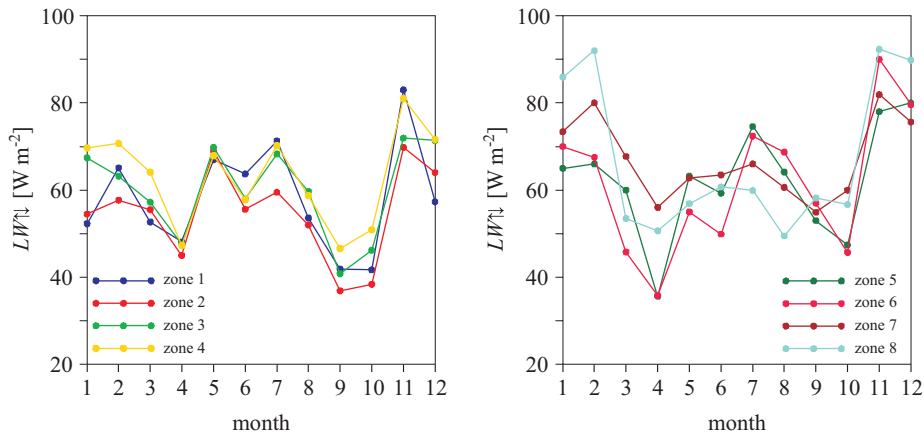 100
80
60
40
20
LW↑↓ [W m-2]
zone 1
zone 2
zone 3
zone 4
1 2 3 4 5 6 7 8 9 10 11 12
month
100
80
60
40
20
LW↑↓ [W m-2]
zone 5
zone 6
zone 7
zone 8
1 2 3 4 5 6 7 8 9 10 11 12
month